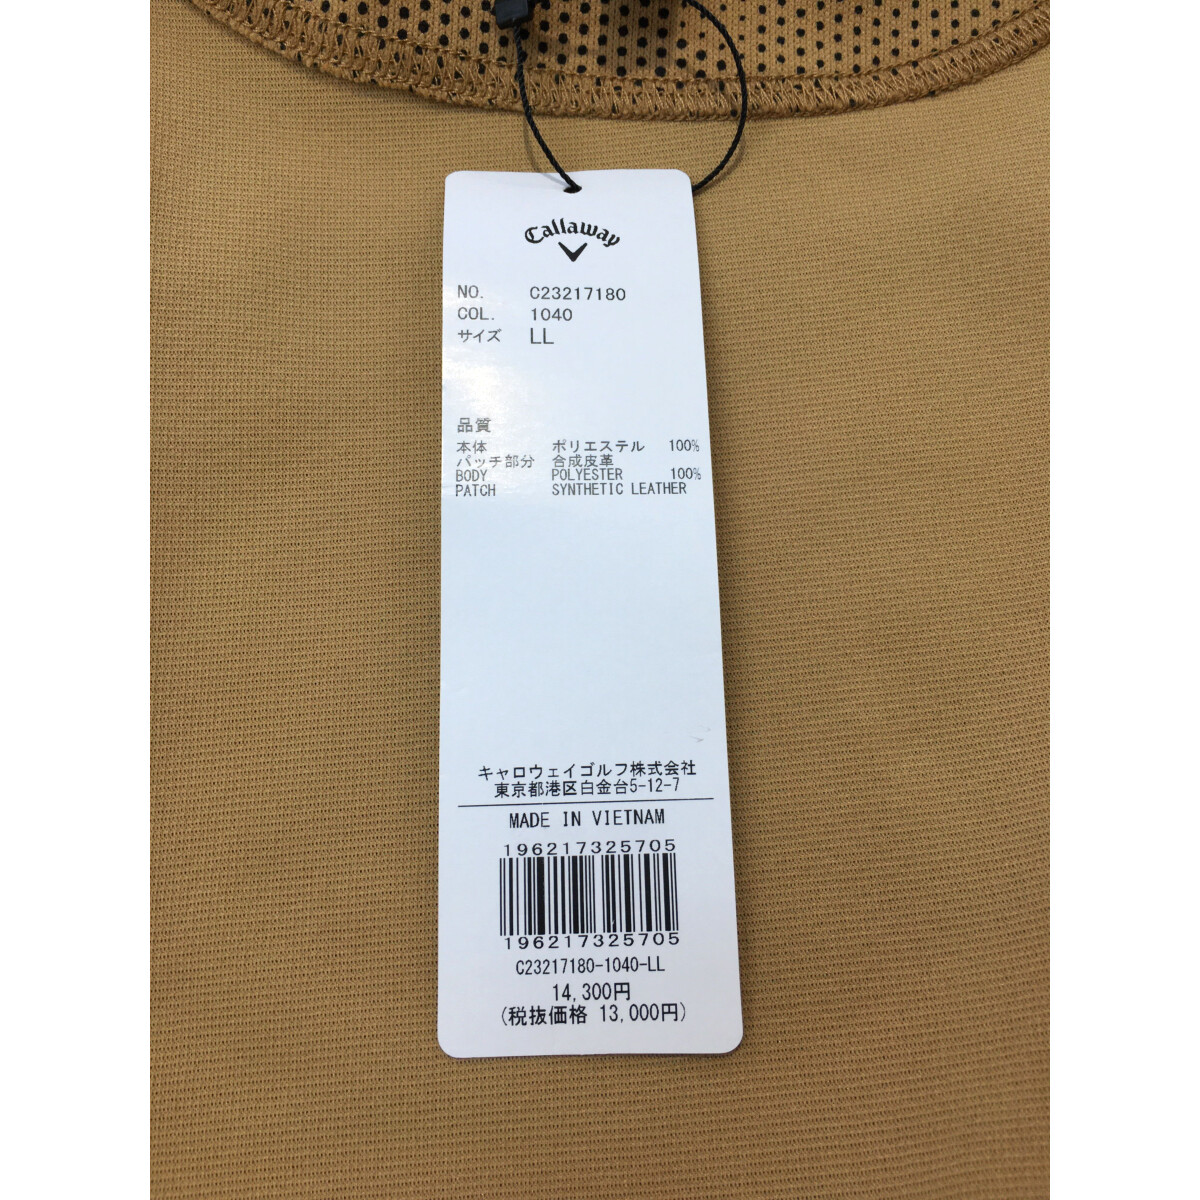 Callaway
NO. C23217180
COL. 1040
サイズ LL
品質
本体 ポリエステル 100%
パッチ部分 合成皮革
BODY POLYESTER 100%
PATCH SYNTHETIC LEATHER
キャロウェイゴルフ株式会社
東京都港区白金台5-12-7
MADE IN VIETNAM
196217325705
196217325705
C23217180-1040-LL
14,300円
(税抜価格 13,000円)